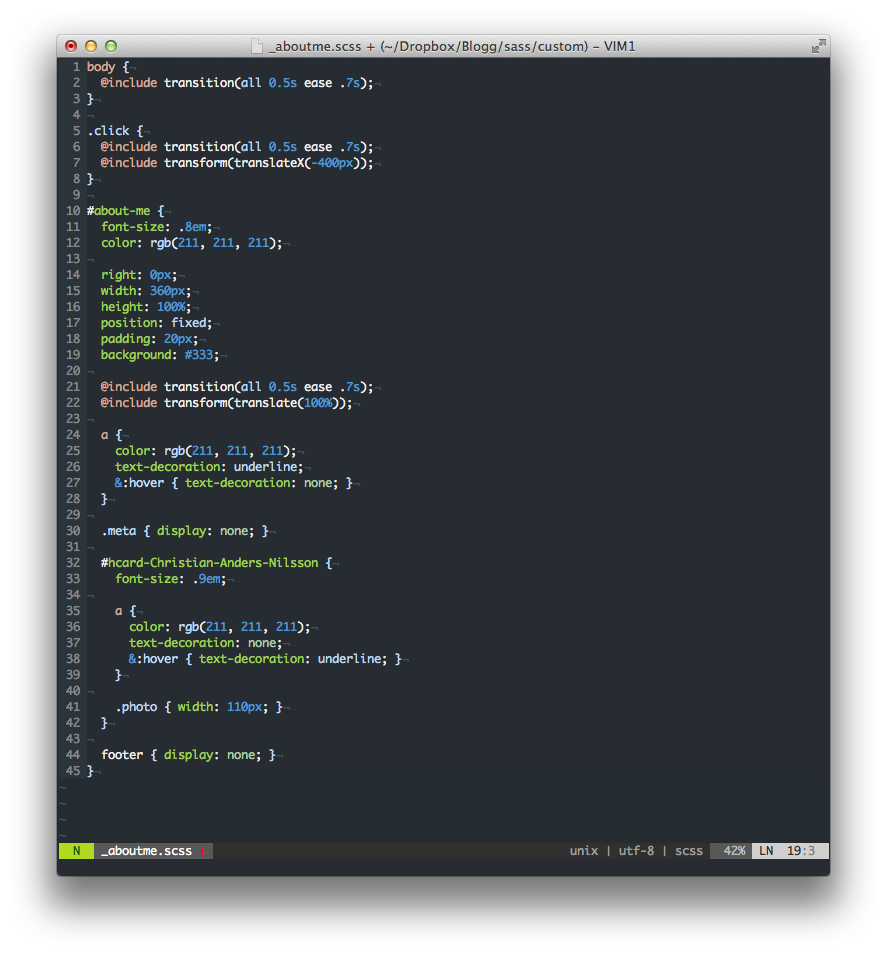 _aboutme.scss + (~/Dropbox/Blogg/sass/custom) – VIM1
1 body {¬
2   @include transition(all 0.5s ease .7s);¬
3 }¬
4 ¬
5 .click {¬
6   @include transition(all 0.5s ease .7s);¬
7   @include transform(translateX(-400px));¬
8 }¬
9 ¬
10 #about-me {¬
11   font-size: .8em;¬
12   color: rgb(211, 211, 211);¬
13 ¬
14   right: 0px;¬
15   width: 360px;¬
16   height: 100%;¬
17   position: fixed;¬
18   padding: 20px;¬
19   background: #333;¬
20 ¬
21   @include transition(all 0.5s ease .7s);¬
22   @include transform(translate(100%));¬
23 ¬
24   a {¬
25     color: rgb(211, 211, 211);¬
26     text-decoration: underline;¬
27     &:hover { text-decoration: none; }¬
28   }¬
29 ¬
30   .meta { display: none; }¬
31 ¬
32   #hcard-Christian-Anders-Nilsson {¬
33     font-size: .9em;¬
34 ¬
35     a {¬
36       color: rgb(211, 211, 211);¬
37       text-decoration: none;¬
38       &:hover { text-decoration: underline; }¬
39     }¬
40 ¬
41     .photo { width: 110px; }¬
42   }¬
43 ¬
44   footer { display: none; }¬
45 }¬
~
~
~
~
N _aboutme.scss + unix | utf-8 | scss 42% LN 19:3